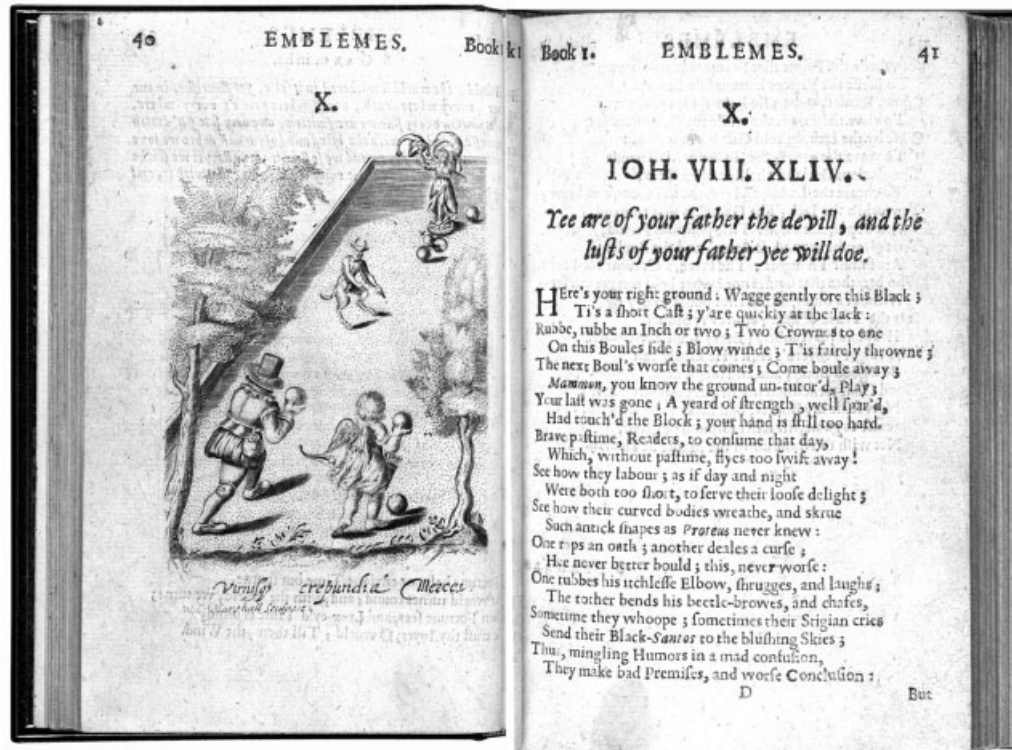 40 EMBLEMES. Book 1
X.
Vtriusq; crepundia Merces.
Will. Marshall sculpsit.
Book 1. EMBLEMES. 41
X.
IOH. VIII. XLIV.
Yee are of your father the devill, and the
lusts of your father yee will doe.
HEre's your right ground: Wagge gently ore this Black;
Ti's a short Cast; y'are quickly at the Iack:
Rubbe, rubbe an Inch or two; Two Crownes to one
On this Boules side; Blow winde; T'is fairely throwne;
The next Boul's worse that comes; Come boule away;
Mammon, you know the ground un-tutor'd, Play;
Your last was gone; A yeard of strength, well spar'd,
Had touch'd the Block; your hand is still too hard.
Brave pastime, Readers, to consume that day,
Which, without pastime, flyes too swift away!
See how they labour; as if day and night
Were both too short, to serve their loose delight;
See how their curved bodies wreathe, and skrue
Such antick shapes as Proteus never knew:
One raps an oath; another deales a curse;
Hee never better bould; this, never worse:
One rubbes his itchlesse Elbow, shrugges, and laughs;
The tother bends his beetle-browes, and chafes,
Sometime they whoope; sometimes their Stigian cries
Send their Black-Santos to the blushing Skies;
Thus, mingling Humors in a mad confusion,
They make bad Premises, and worse Conclusion:
D But